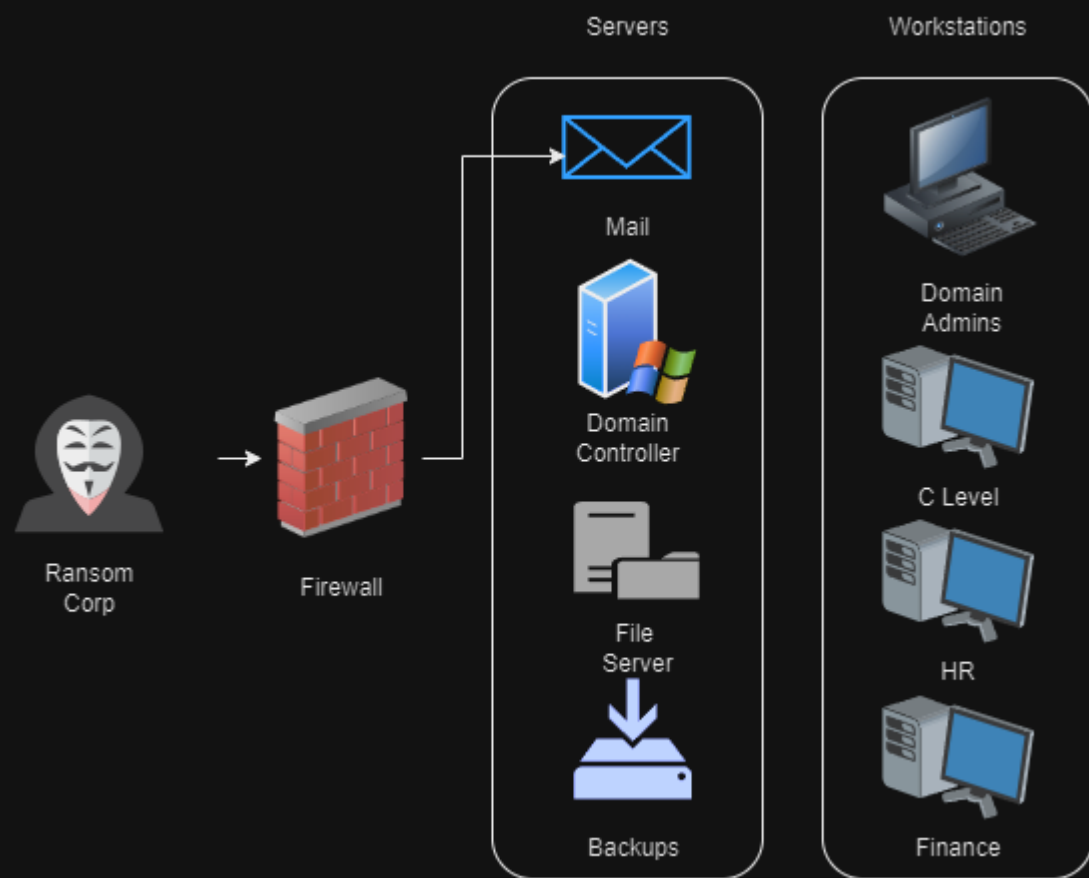 Servers
Workstations
Mail
Domain
Controller
File
Server
Backups
Domain
Admins
C Level
HR
Finance
Ransom
Corp
Firewall